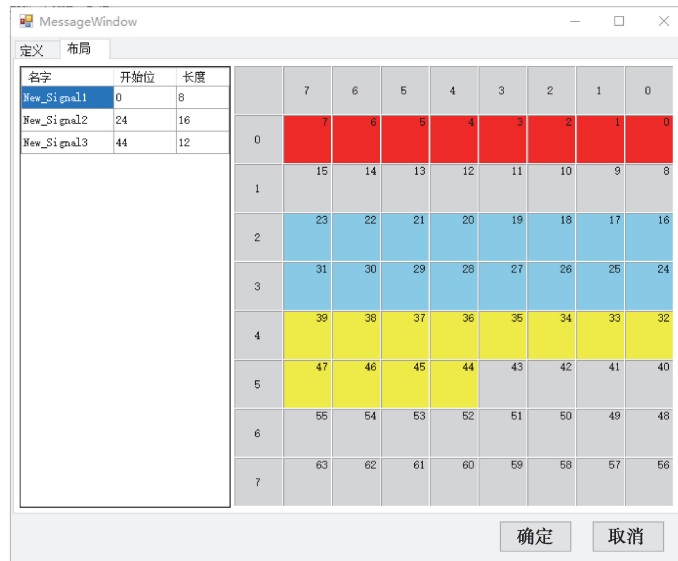 MessageWindow
定义 布局
名字 开始位 长度
New_Signal1 0 8
New_Signal2 24 16
New_Signal3 44 12
7 6 5 4 3 2 1 0
0 7 6 5 4 3 2 1 0
1 15 14 13 12 11 10 9 8
2 23 22 21 20 19 18 17 16
3 31 30 29 28 27 26 25 24
4 39 38 37 36 35 34 33 32
5 47 46 45 44 43 42 41 40
6 55 54 53 52 51 50 49 48
7 63 62 61 60 59 58 57 56
确定 取消